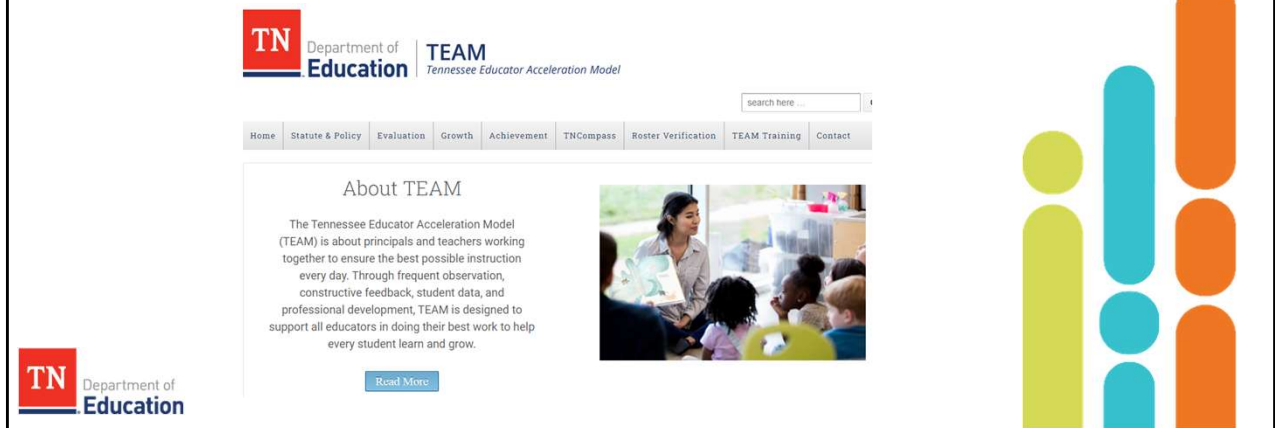 TN
Department of
Education
TEAM
Tennessee Educator Acceleration Model
search here ...
Home Statute & Policy Evaluation Growth Achievement TNCompass Roster Verification TEAM Training Contact
About TEAM
The Tennessee Educator Acceleration Model
(TEAM) is about principals and teachers working
together to ensure the best possible instruction
every day. Through frequent observation,
constructive feedback, student data, and
professional development, TEAM is designed to
support all educators in doing their best work to help
every student learn and grow.
Read More
TN
Department of
Education